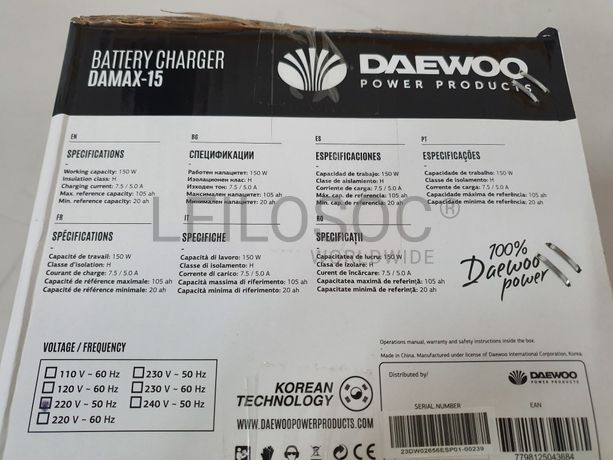 BATTERY CHARGER
DAMAX-15
DAEWOO
POWER PRODUCTS
EN
SPECIFICATIONS
Working capacity: 150 W
Insulation class: H
Charging current: 7.5 / 5.0 A
Max. reference capacity: 105 ah
Min. reference capacity: 20 ah
BG
СПЕЦИФИКАЦИИ
Работен капацитет: 150 W
Изолационен клас: H
Изходен ток: 7.5 / 5.0 A
Максимален капацитет: 105 ah
Минимален капацитет: 20 ah
ES
ESPECIFICACIONES
Capacidad de trabajo: 150 W
Clase de aislamiento: H
Corriente de carga: 7.5 / 5.0 A
Máx. cap. de referencia: 105 ah
Mín. cap. de referencia: 20 ah
PT
ESPECIFICAÇÕES
Capacidade de trabalho: 150 W
Classe de isolamento: H
Corrente de carga: 7.5 / 5.0 A
Capacidade máxima de referência: 105 ah
Capacidade mínima de referência: 20 ah
LEILOSOC®
WORLDWIDE
FR
SPÉCIFICATIONS
Capacité de travail: 150 W
Classe d'isolation: H
Courant de charge: 7.5 / 5.0 A
Capacité de référence maximale: 105 ah
Capacité de référence minimale: 20 ah
IT
SPECIFICHE
Capacità di lavoro: 150 W
Classe di isolamento: H
Corrente di carico: 7.5 / 5.0 A
Capacità massima di riferimento: 105 ah
Capacità minima di riferimento: 20 ah
RO
SPECIFICAȚII
Capacitatea de lucru: 150 W
Clasa de izolare: H
Curent de încărcare: 7.5 / 5.0 A
Capacitatea maximă de referință: 105 ah
Capacitate minimă de referință: 20 ah
100%
Daewoo
power
VOLTAGE / FREQUENCY
110 V ~ 60 Hz
120 V ~ 60 Hz
220 V ~ 50 Hz
220 V ~ 60 Hz
230 V ~ 50 Hz
230 V ~ 60 Hz
240 V ~ 50 Hz
KOREAN
TECHNOLOGY
WWW.DAEWOOPOWERPRODUCTS.COM
Operations manual, warranty and safety instructions inside the box.
Made in China. Manufactured under license of Daewoo International Corporation, Korea.
Distributed by/
DAEWOO
POWER PRODUCTS
SERIAL NUMBER
EAN
23DW02656ESP01-00239
7798125043684